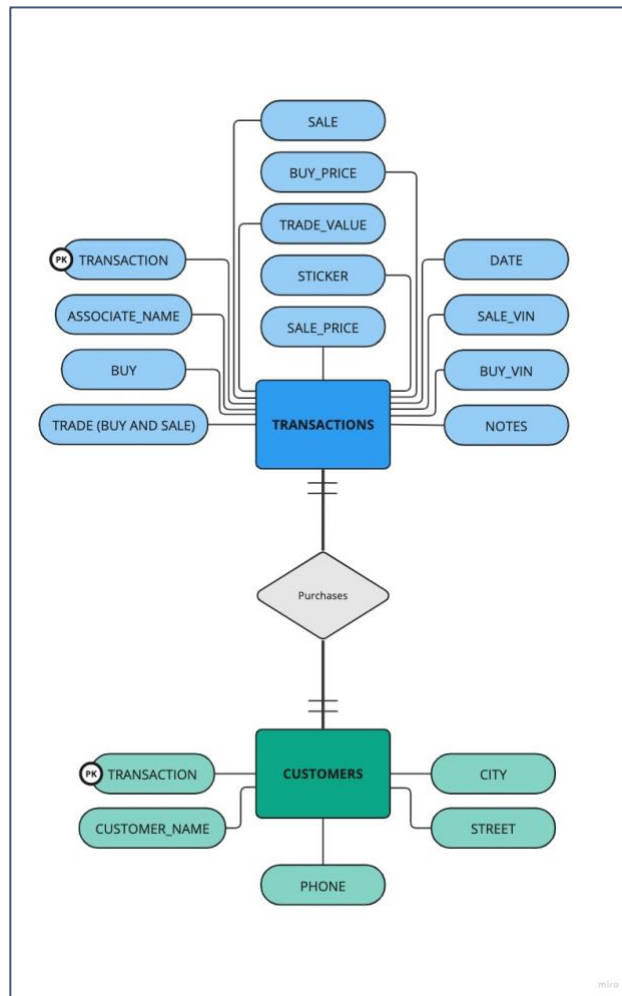 SALE
BUY_PRICE
TRADE_VALUE
STICKER
SALE_PRICE
PK
TRANSACTION
ASSOCIATE_NAME
BUY
TRADE (BUY AND SALE)
DATE
SALE_VIN
BUY_VIN
NOTES
TRANSACTIONS
Purchases
CUSTOMERS
PK
TRANSACTION
CUSTOMER_NAME
CITY
STREET
PHONE
miro